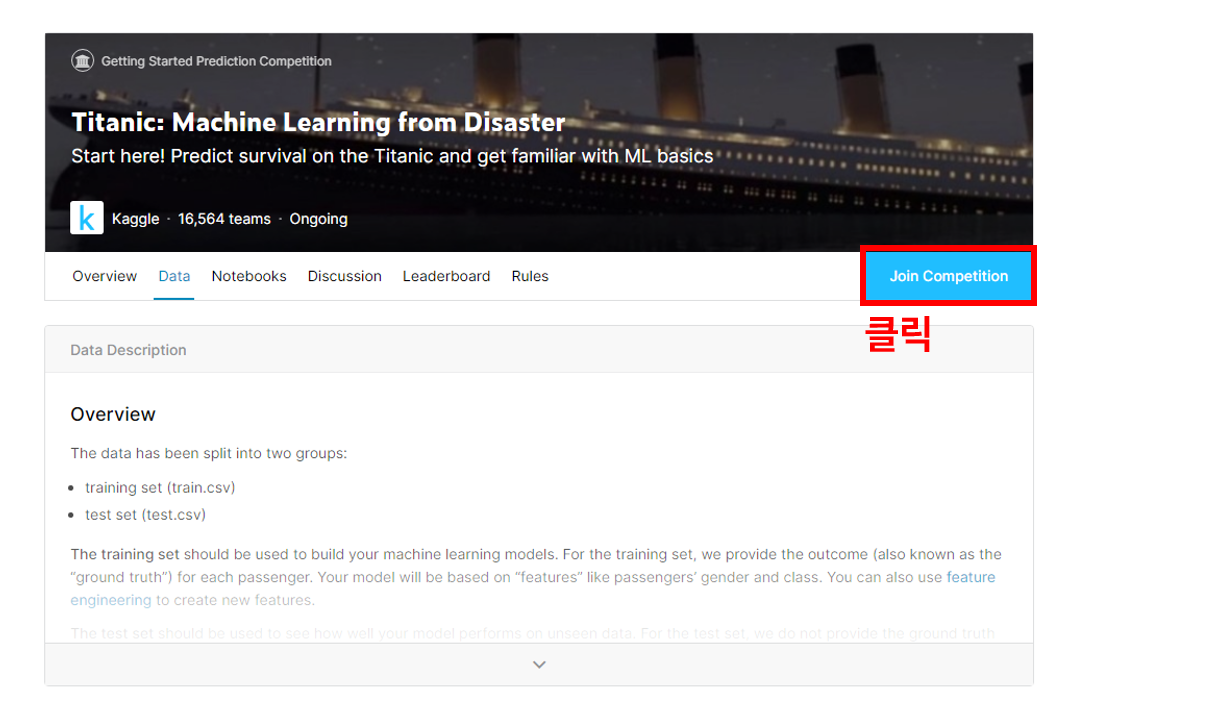 Getting Started Prediction Competition
Titanic: Machine Learning from Disaster
Start here! Predict survival on the Titanic and get familiar with ML basics
k Kaggle · 16,564 teams · Ongoing
Overview Data Notebooks Discussion Leaderboard Rules Join Competition
클릭
Data Description
Overview
The data has been split into two groups:
• training set (train.csv)
• test set (test.csv)
The training set should be used to build your machine learning models. For the training set, we provide the outcome (also known as the
“ground truth”) for each passenger. Your model will be based on “features” like passengers’ gender and class. You can also use feature
engineering to create new features.
The test set should be used to see how well your model performs on unseen data. For the test set, we do not provide the ground truth